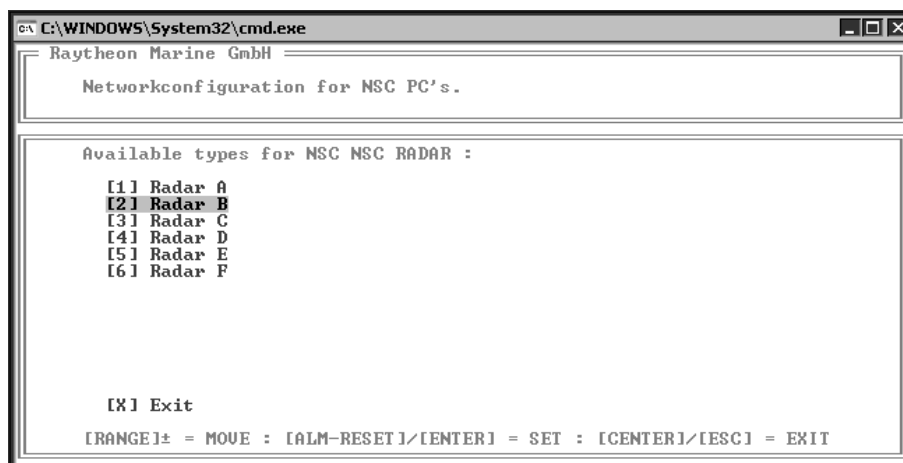 C:\WINDOWS\System32\cmd.exe
Raytheon Marine GmbH
Networkconfiguration for NSC PC's.
Available types for NSC NSC RADAR :
[1] Radar A
[2] Radar B
[3] Radar C
[4] Radar D
[5] Radar E
[6] Radar F
[X] Exit
[RANGE]± = MOVE : [ALM-RESET]/[ENTER] = SET : [CENTER]/[ESC] = EXIT